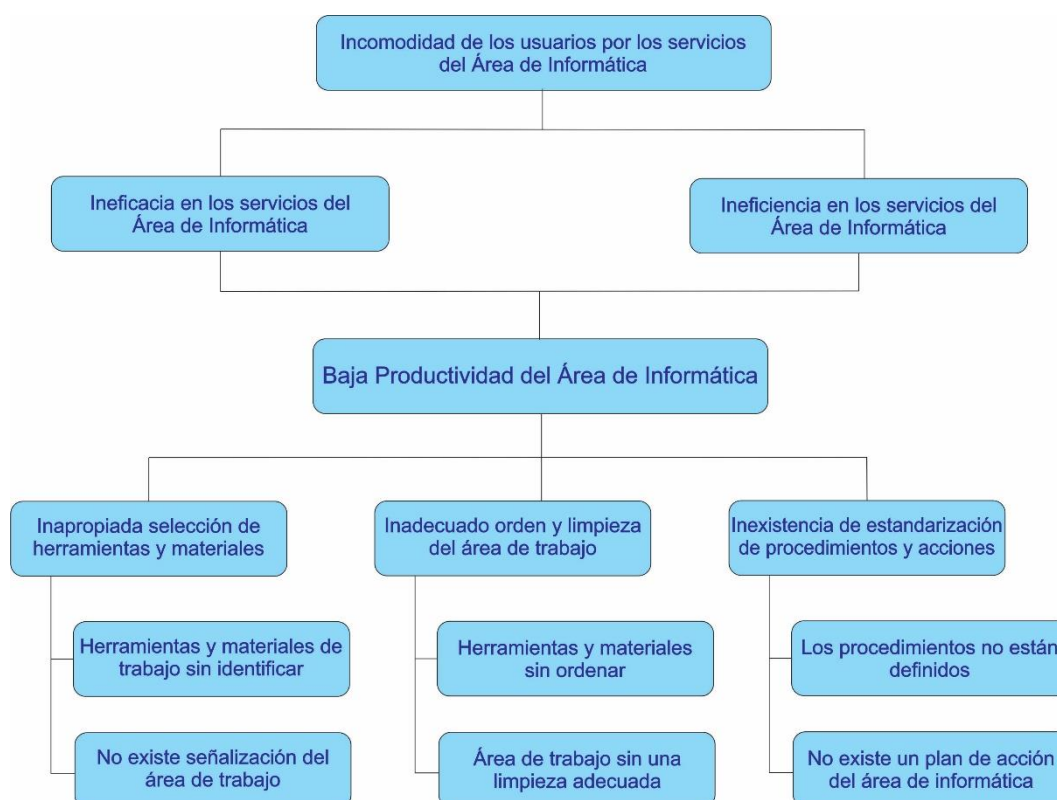 Incomodidad de los usuarios por los servicios
del Área de Informática
Ineficacia en los servicios del
Área de Informática
Ineficiencia en los servicios del
Área de Informática
Baja Productividad del Área de Informática
Inapropiada selección de
herramientas y materiales
Inadecuado orden y limpieza
del área de trabajo
Inexistencia de estandarización
de procedimientos y acciones
Herramientas y materiales de
trabajo sin identificar
Herramientas y materiales
sin ordenar
Los procedimientos no están
definidos
No existe señalización del
área de trabajo
Área de trabajo sin una
limpieza adecuada
No existe un plan de acción
del área de informática